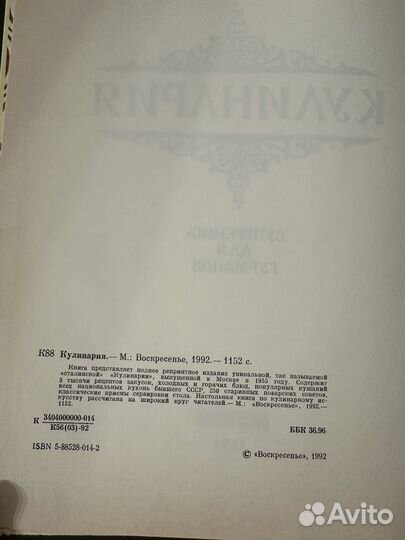 КУЛИНАРИЯ
СУПЕРКНИГА
ДЛЯ
ГУРМАНОВ
К88 Кулинария.— М.: Воскресенье, 1992.— 1152 с.
Книга представляет полное репринтное издание уникальной, так называемой
«сталинской» «Кулинарии», выпущенной в Москве в 1955 году. Содержит
3 тысячи рецептов закусок, холодных и горячих блюд, популярных кушаний
всех национальных кухонь бывшего СССР, 250 старинных поварских советов,
классические приемы сервировки стола. Настольная книга по кулинарному ис-
кусству рассчитана на широкий круг читателей.— М.: «Воскресенье», 1992.—
1152.
К 3404000000-014
К56(03)-92
ББК 36.96
ISBN 5-88528-014-2
© «Воскресенье», 1992
Avito